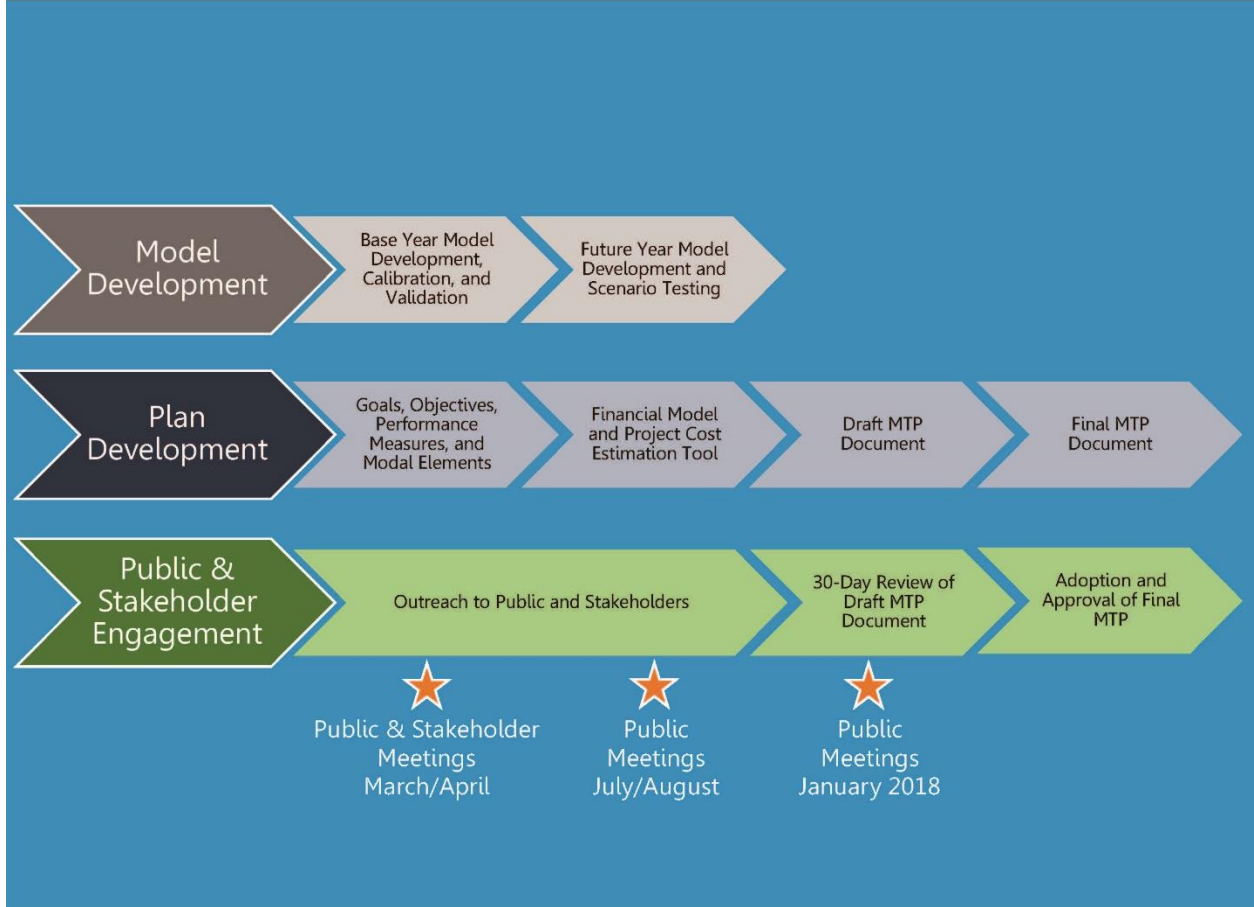 Model
Development
Base Year Model
Development,
Calibration, and
Validation
Future Year Model
Development and
Scenario Testing
Plan
Development
Goals, Objectives,
Performance
Measures, and
Modal Elements
Financial Model
and Project Cost
Estimation Tool
Draft MTP
Document
Final MTP
Document
Public &
Stakeholder
Engagement
Outreach to Public and Stakeholders
30-Day Review of
Draft MTP
Document
Adoption and
Approval of Final
MTP
Public & Stakeholder
Meetings
March/April
Public
Meetings
July/August
Public
Meetings
January 2018